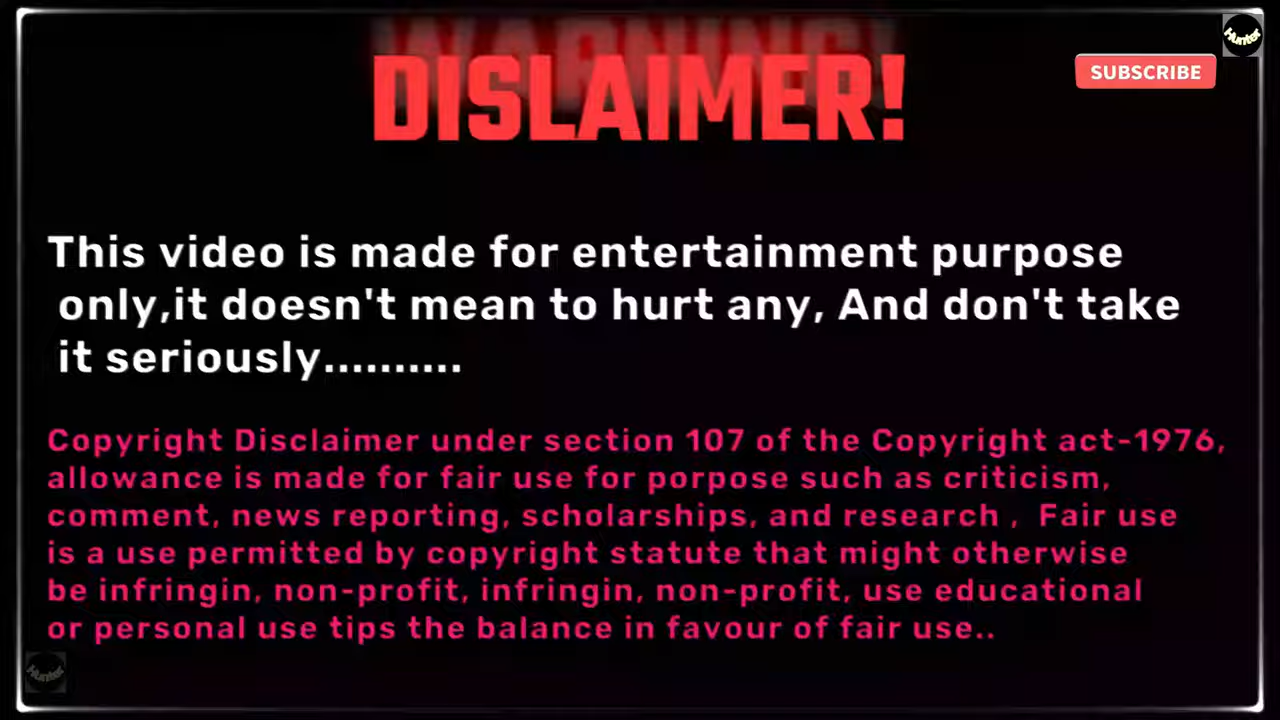 WARNING!
Hunter
DISLAIMER!
SUBSCRIBE
This video is made for entertainment purpose
only,it doesn't mean to hurt any, And don't take
it seriously..........
Copyright Disclaimer under section 107 of the Copyright act-1976,
allowance is made for fair use for porpose such as criticism,
comment, news reporting, scholarships, and research , Fair use
is a use permitted by copyright statute that might otherwise
be infringin, non-profit, infringin, non-profit, use educational
or personal use tips the balance in favour of fair use..
Hunter